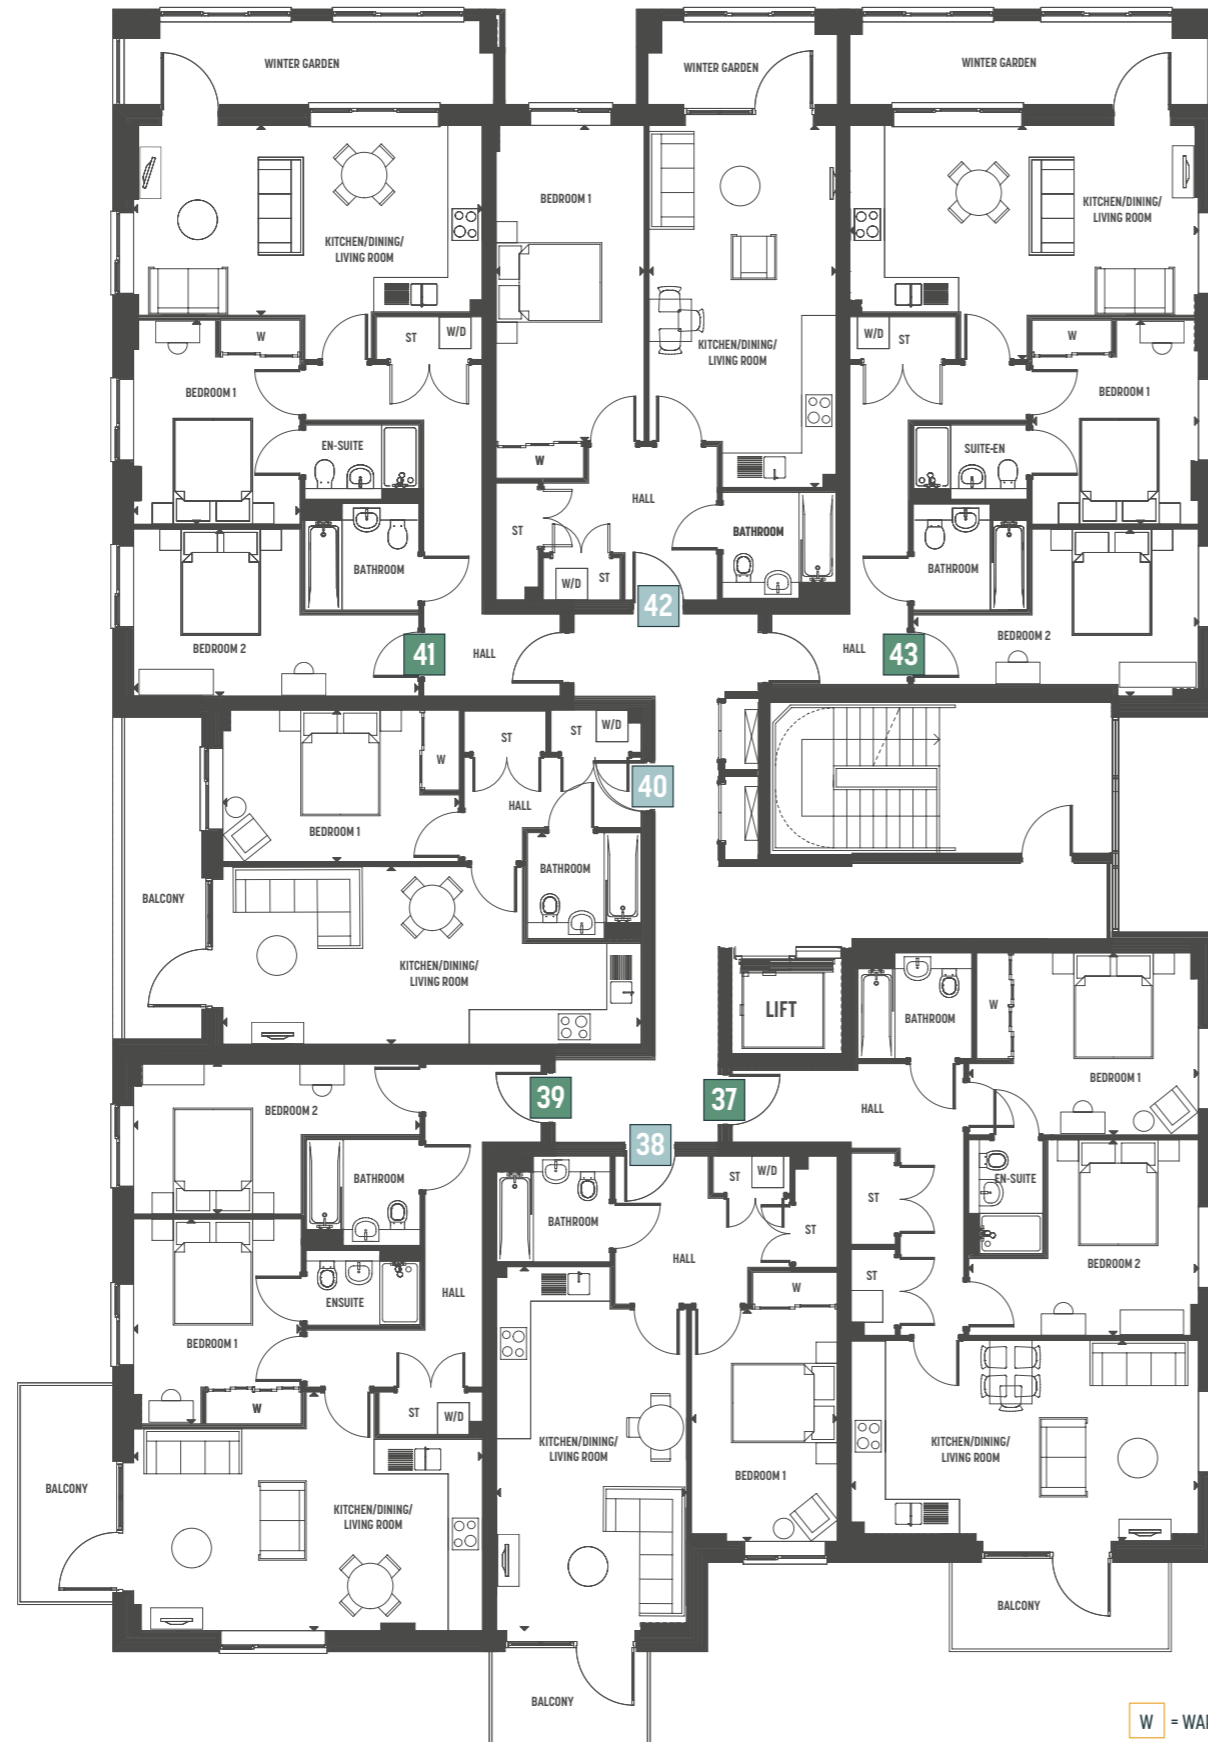 WINTER GARDEN
WINTER GARDEN
WINTER GARDEN
BEDROOM 1
KITCHEN/DINING/
LIVING ROOM
KITCHEN/DINING/
LIVING ROOM
KITCHEN/DINING/
LIVING ROOM
W
ST
W/D
W/D
ST
W
BEDROOM 1
BEDROOM 1
EN-SUITE
SUITE-EN
W
HALL
ST
BATHROOM
BATHROOM
BATHROOM
W/D
ST
42
BEDROOM 2
41
HALL
HALL
43
BEDROOM 2
ST
ST
W/D
W
40
HALL
BEDROOM 1
BATHROOM
BALCONY
KITCHEN/DINING/
LIVING ROOM
LIFT
W
BATHROOM
BEDROOM 1
39
37
BEDROOM 2
HALL
38
BATHROOM
ST
W/D
EN-SUITE
ST
BATHROOM
ST
HALL
BEDROOM 2
ST
ENSUITE
HALL
W
BEDROOM 1
W
ST
W/D
KITCHEN/DINING/
LIVING ROOM
KITCHEN/DINING/
LIVING ROOM
BEDROOM 1
BALCONY
KITCHEN/DINING/
LIVING ROOM
BALCONY
BALCONY
W = WAR